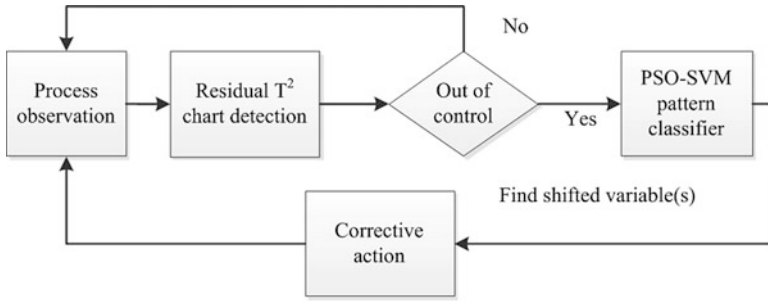 No
Process
observation
Residual T²
chart detection
Out of
control
Yes
PSO-SVM
pattern
classifier
Find shifted variable(s)
Corrective
action